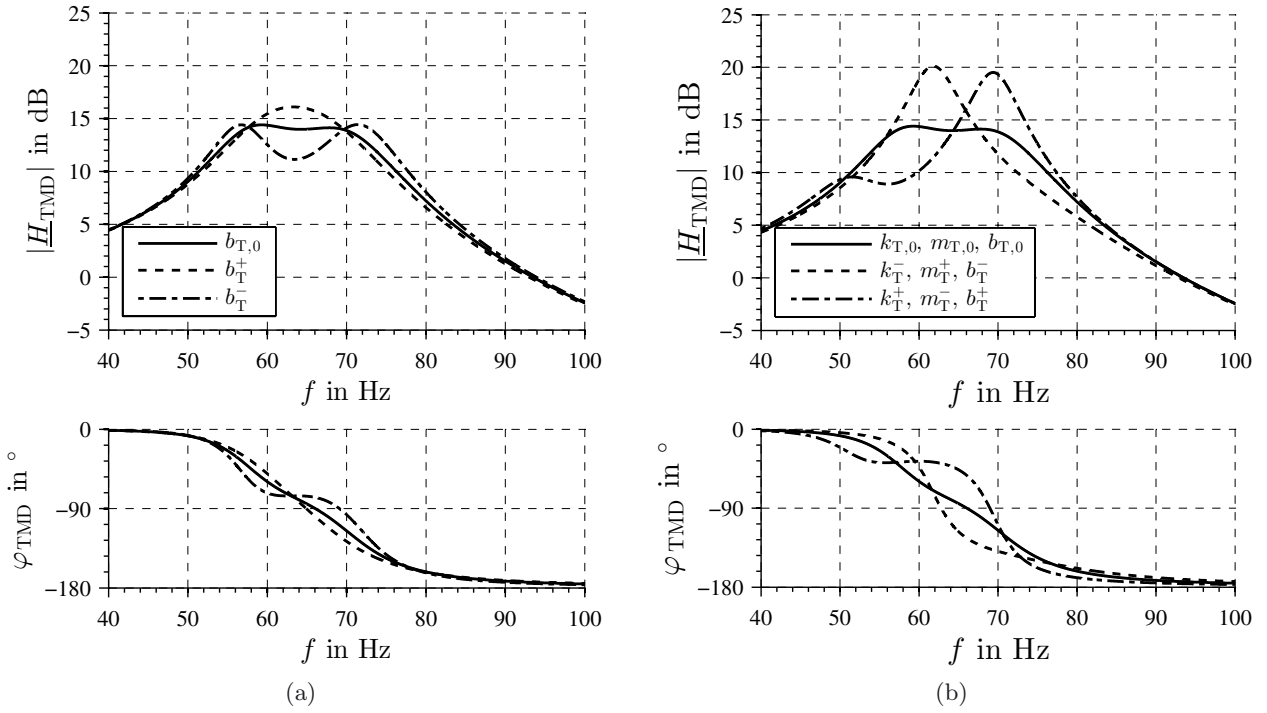 25
20
15
10
5
0
−5
|H_TMD| in dB
b_T,0
b_T^+
b_T^−
40 50 60 70 80 90 100
f in Hz
0
−90
−180
φ_TMD in °
40 50 60 70 80 90 100
f in Hz
(a)
25
20
15
10
5
0
−5
|H_TMD| in dB
k_T,0, m_T,0, b_T,0
k_T^−, m_T^+, b_T^−
k_T^+, m_T^−, b_T^+
40 50 60 70 80 90 100
f in Hz
0
−90
−180
φ_TMD in °
40 50 60 70 80 90 100
f in Hz
(b)